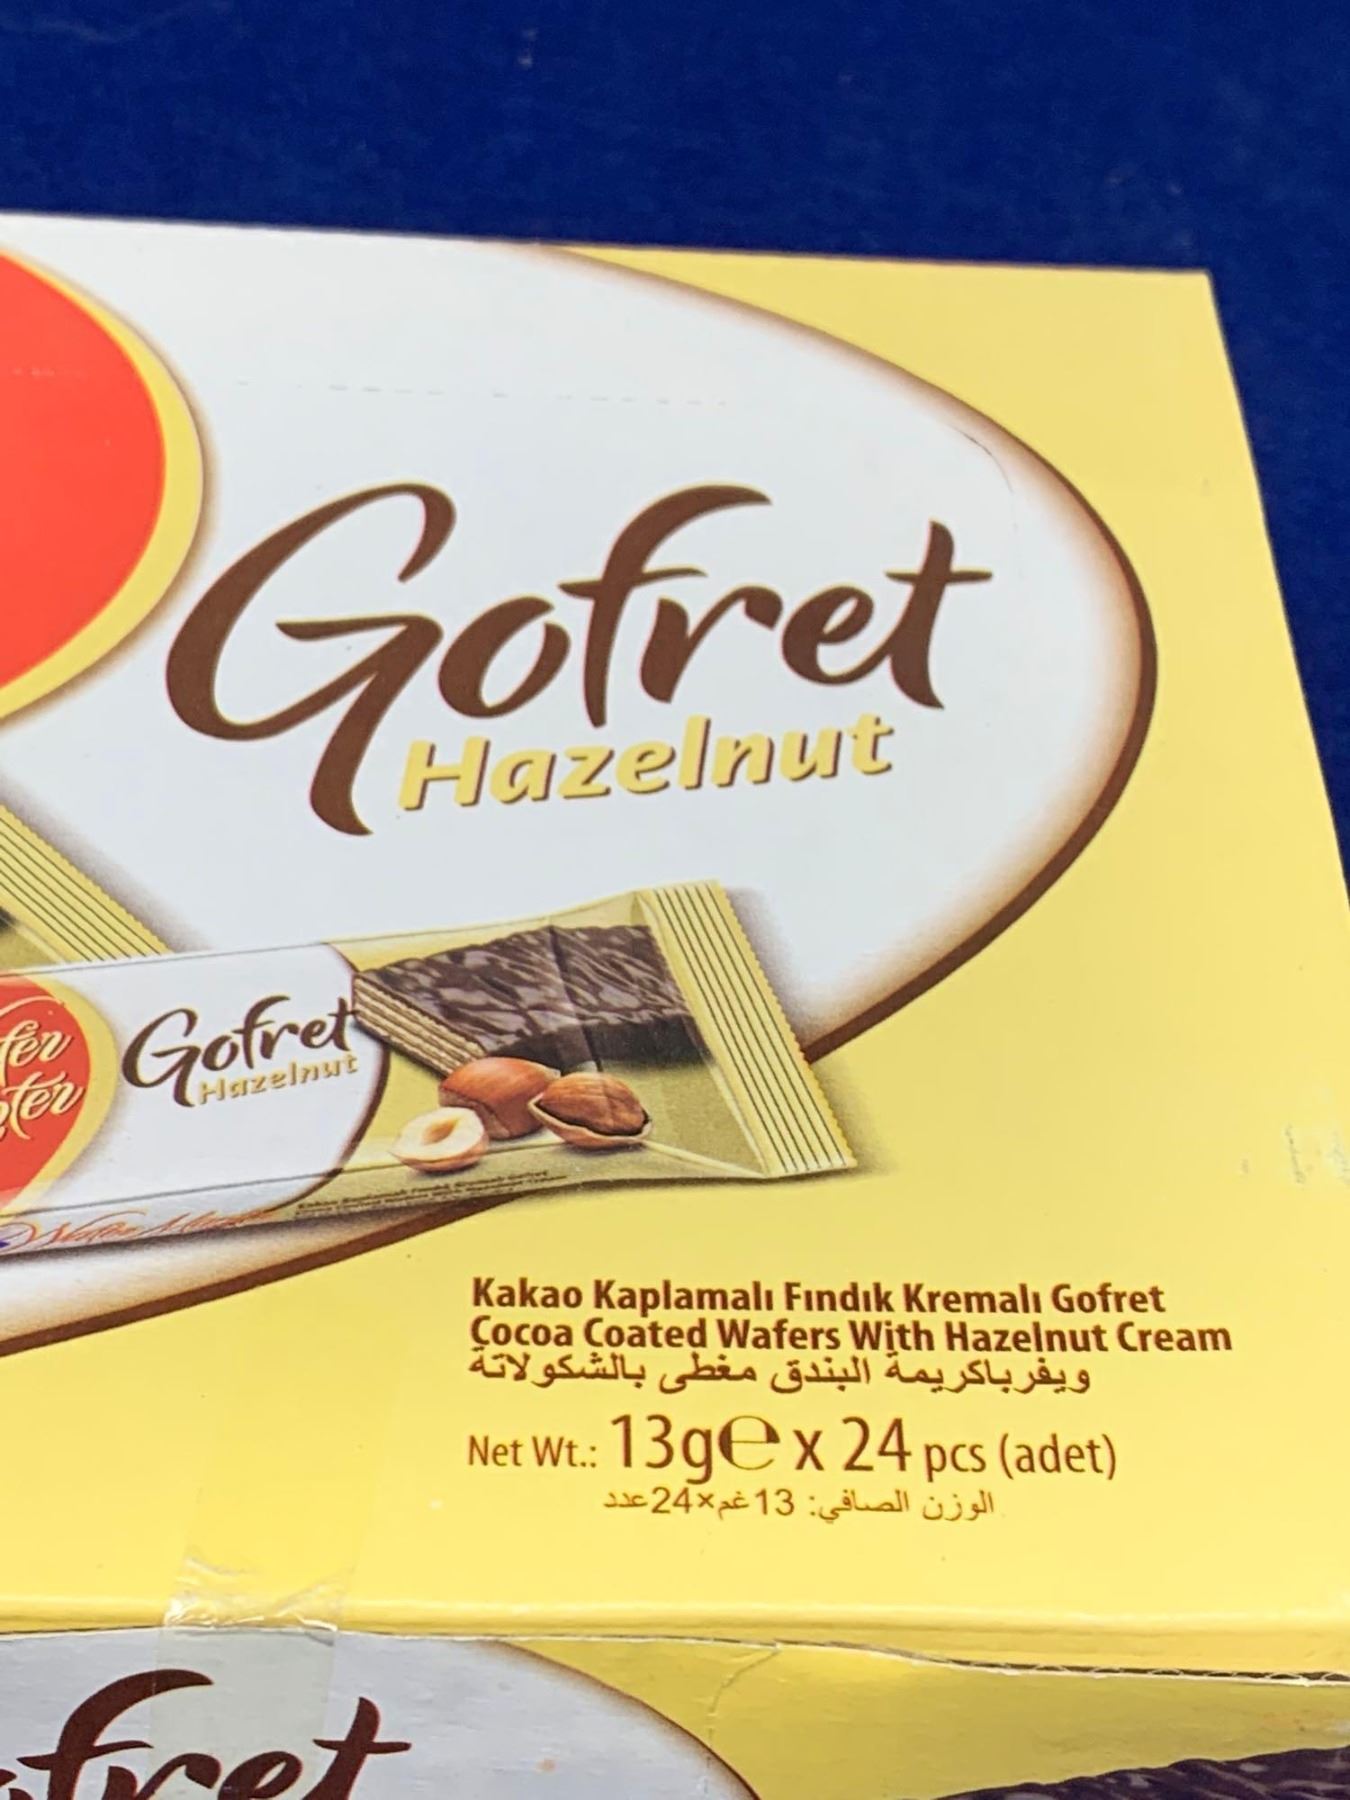 Gofret
Hazelnut
Gofret
Hazelnut
Kakao Kaplamalı Fındık Kremalı Gofret
Cocoa Coated Wafers With Hazelnut Cream
ويفرباكريمة البندق مغطى بالشكولاتة
Net Wt.: 13g℮ x 24 pcs (adet)
الوزن الصافي: 13غم×24عدد